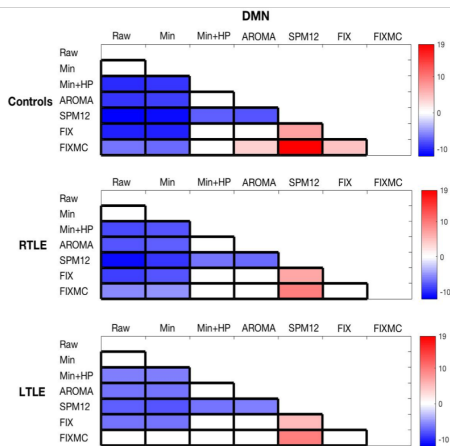 DMN
Raw Min Min+HP AROMA SPM12 FIX FIXMC
Controls
Raw
Min
Min+HP
AROMA
SPM12
FIX
FIXMC
19
10
0
-10
Raw Min Min+HP AROMA SPM12 FIX FIXMC
RTLE
Raw
Min
Min+HP
AROMA
SPM12
FIX
FIXMC
19
10
0
-10
Raw Min Min+HP AROMA SPM12 FIX FIXMC
LTLE
Raw
Min
Min+HP
AROMA
SPM12
FIX
FIXMC
19
10
0
-10